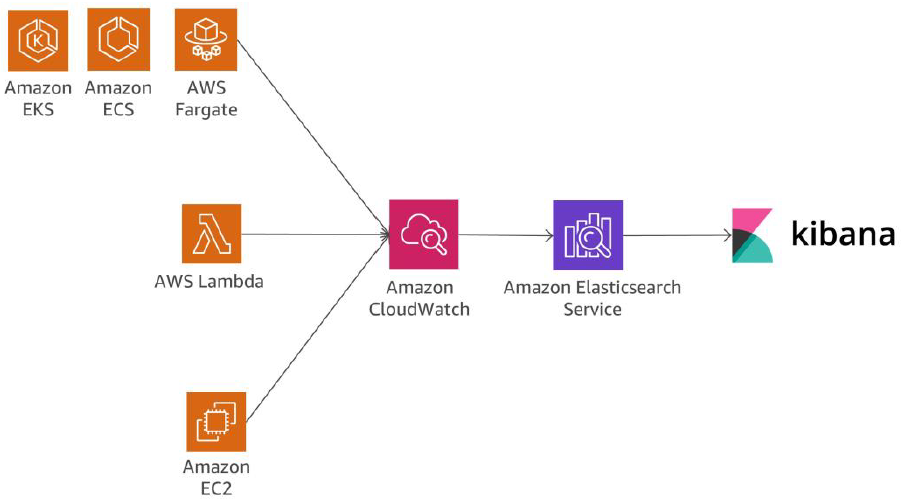 Amazon
EKS
Amazon
ECS
AWS
Fargate
AWS Lambda
Amazon
CloudWatch
Amazon Elasticsearch
Service
kibana
Amazon
EC2